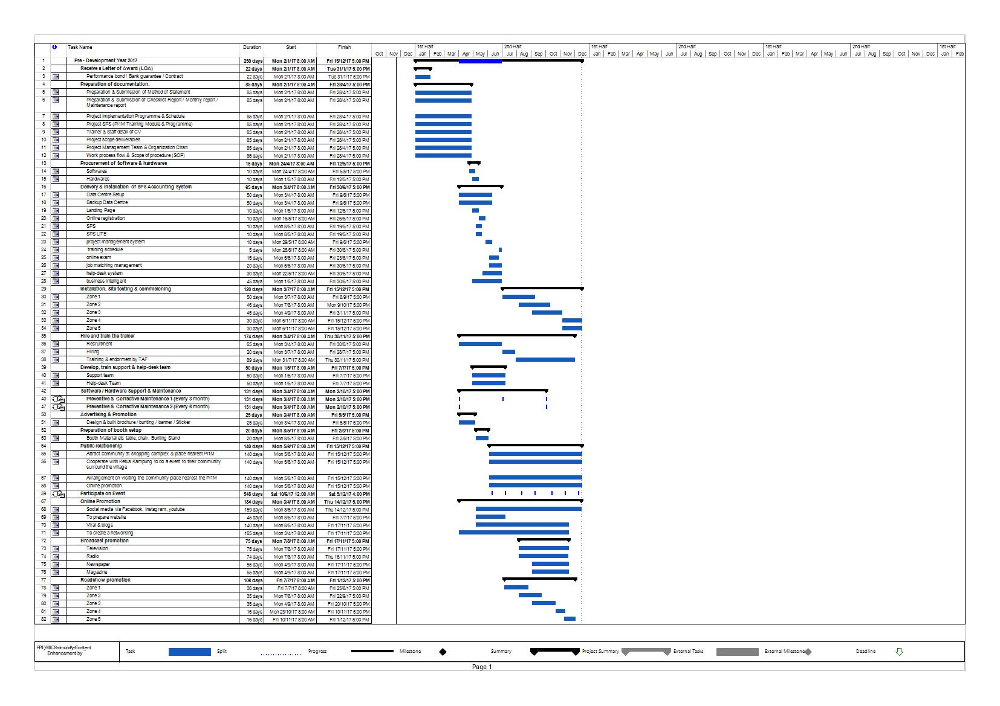 Task Name Duration Start Finish
1st Half 2nd Half 1st Half 2nd Half 1st Half 2nd Half 1st Half
Oct Nov Dec Jan Feb Mar Apr May Jun Jul Aug Sep Oct Nov Dec Jan Feb Mar Apr May Jun Jul Aug Sep Oct Nov Dec Jan Feb Mar Apr May Jun Jul Aug Sep Oct Nov Dec Jan Feb
1 Pre - Development Year 2017 250 days Mon 2/1/17 8:00 AM Fri 15/12/17 5:00 PM
2 Receive a Letter of Award (LOA) 22 days Mon 2/1/17 8:00 AM Tue 31/1/17 5:00 PM
3 Performance bond / Bank guarantee / Contract 22 days Mon 2/1/17 8:00 AM Tue 31/1/17 5:00 PM
4 Preparation of documentation; 85 days Mon 2/1/17 8:00 AM Fri 28/4/17 5:00 PM
5 Preparation & Submission of Method of Statement 85 days Mon 2/1/17 8:00 AM Fri 28/4/17 5:00 PM
6 Preparation & Submission of Checklist Report / Monthly report / 85 days Mon 2/1/17 8:00 AM Fri 28/4/17 5:00 PM
Maintenance report
7 Project Implementation Programme & Schedule 85 days Mon 2/1/17 8:00 AM Fri 28/4/17 5:00 PM
8 Project SPS (PI1M Training Module & Programme) 85 days Mon 2/1/17 8:00 AM Fri 28/4/17 5:00 PM
9 Trainer & Staff detail of CV 85 days Mon 2/1/17 8:00 AM Fri 28/4/17 5:00 PM
10 Project scope deliverables 85 days Mon 2/1/17 8:00 AM Fri 28/4/17 5:00 PM
11 Project Management Team & Organization Chart 85 days Mon 2/1/17 8:00 AM Fri 28/4/17 5:00 PM
12 Work process flow & Scope of procedure (SOP) 85 days Mon 2/1/17 8:00 AM Fri 28/4/17 5:00 PM
13 Procurement of Software & hardwares 15 days Mon 24/4/17 8:00 AM Fri 12/5/17 5:00 PM
14 Softwares 10 days Mon 24/4/17 8:00 AM Fri 5/5/17 5:00 PM
15 Hardwares 10 days Mon 1/5/17 8:00 AM Fri 12/5/17 5:00 PM
16 Delivery & Installation of SPS Accounting System 65 days Mon 3/4/17 8:00 AM Fri 30/6/17 5:00 PM
17 Data Centre Setup 50 days Mon 3/4/17 8:00 AM Fri 9/6/17 5:00 PM
18 Backup Data Centre 50 days Mon 3/4/17 8:00 AM Fri 9/6/17 5:00 PM
19 Landing Page 10 days Mon 1/5/17 8:00 AM Fri 12/5/17 5:00 PM
20 Online registration 10 days Mon 15/5/17 8:00 AM Fri 26/5/17 5:00 PM
21 SPS 10 days Mon 8/5/17 8:00 AM Fri 19/5/17 5:00 PM
22 SPS LITE 10 days Mon 8/5/17 8:00 AM Fri 19/5/17 5:00 PM
23 project management system 10 days Mon 29/5/17 8:00 AM Fri 9/6/17 5:00 PM
24 training schedule 5 days Mon 26/6/17 8:00 AM Fri 30/6/17 5:00 PM
25 online exam 15 days Mon 5/6/17 8:00 AM Fri 23/6/17 5:00 PM
26 job matching management 20 days Mon 5/6/17 8:00 AM Fri 30/6/17 5:00 PM
27 help-desk system 30 days Mon 22/5/17 8:00 AM Fri 30/6/17 5:00 PM
28 business intelligent 45 days Mon 1/5/17 8:00 AM Fri 30/6/17 5:00 PM
29 Installation, Site testing & commisioning 120 days Mon 3/7/17 8:00 AM Fri 15/12/17 5:00 PM
30 Zone 1 50 days Mon 3/7/17 8:00 AM Fri 8/9/17 5:00 PM
31 Zone 2 46 days Mon 7/8/17 8:00 AM Mon 9/10/17 5:00 PM
32 Zone 3 45 days Mon 4/9/17 8:00 AM Fri 3/11/17 5:00 PM
33 Zone 4 30 days Mon 6/11/17 8:00 AM Fri 15/12/17 5:00 PM
34 Zone 5 30 days Mon 6/11/17 8:00 AM Fri 15/12/17 5:00 PM
35 Hire and train the trainer 174 days Mon 3/4/17 8:00 AM Thu 30/11/17 5:00 PM
36 Recruitment 65 days Mon 3/4/17 8:00 AM Fri 30/6/17 5:00 PM
37 Hiring 20 days Mon 3/7/17 8:00 AM Fri 28/7/17 5:00 PM
38 Training & endorment by TAF 89 days Mon 31/7/17 8:00 AM Thu 30/11/17 5:00 PM
39 Develop, train support & help-desk team 50 days Mon 1/5/17 8:00 AM Fri 7/7/17 5:00 PM
40 Support team 50 days Mon 1/5/17 8:00 AM Fri 7/7/17 5:00 PM
41 Help-desk Team 50 days Mon 1/5/17 8:00 AM Fri 7/7/17 5:00 PM
42 Software / Hardware Support & Maintenance 131 days Mon 3/4/17 8:00 AM Mon 2/10/17 5:00 PM
43 Preventive & Corrective Maintenance 1 (Every 3 month) 131 days Mon 3/4/17 8:00 AM Mon 2/10/17 5:00 PM
47 Preventive & Corrective Maintenance 2 (Every 6 month) 131 days Mon 3/4/17 8:00 AM Mon 2/10/17 5:00 PM
50 Advertising & Promotion 25 days Mon 3/4/17 8:00 AM Fri 5/5/17 5:00 PM
51 Design & built brochure / bunting / banner / Sticker 25 days Mon 3/4/17 8:00 AM Fri 5/5/17 5:00 PM
52 Preparation of booth setup 20 days Mon 8/5/17 8:00 AM Fri 2/6/17 5:00 PM
53 Booth Material etc table, chair, Bunting Stand 20 days Mon 8/5/17 8:00 AM Fri 2/6/17 5:00 PM
54 Public relationship 140 days Mon 5/6/17 8:00 AM Fri 15/12/17 5:00 PM
55 Attract community at shopping complex & place nearest PI1M 140 days Mon 5/6/17 8:00 AM Fri 15/12/17 5:00 PM
56 Cooperate with Ketua Kampung to do a event to their community 140 days Mon 5/6/17 8:00 AM Fri 15/12/17 5:00 PM
surround the village
57 Arrangement on visiting the community place nearest the PI1M 140 days Mon 5/6/17 8:00 AM Fri 15/12/17 5:00 PM
58 Online promotion 140 days Mon 5/6/17 8:00 AM Fri 15/12/17 5:00 PM
59 Participate on Event 548 days Sat 10/6/17 12:00 AM Sat 9/12/17 4:00 PM
67 Online Promotion 184 days Mon 3/4/17 8:00 AM Thu 14/12/17 5:00 PM
68 Social media via Facebook, Instagram, youtube 159 days Mon 8/5/17 8:00 AM Thu 14/12/17 5:00 PM
69 To prepare website 45 days Mon 8/5/17 8:00 AM Fri 7/7/17 5:00 PM
70 Viral & blogs 140 days Mon 8/5/17 8:00 AM Fri 17/11/17 5:00 PM
71 To create a networking 165 days Mon 3/4/17 8:00 AM Fri 17/11/17 5:00 PM
72 Broadcast promotion 75 days Mon 7/8/17 8:00 AM Fri 17/11/17 5:00 PM
73 Television 75 days Mon 7/8/17 8:00 AM Fri 17/11/17 5:00 PM
74 Radio 74 days Mon 7/8/17 8:00 AM Thu 16/11/17 5:00 PM
75 Newspaper 55 days Mon 4/9/17 8:00 AM Fri 17/11/17 5:00 PM
76 Magazine 55 days Mon 4/9/17 8:00 AM Fri 17/11/17 5:00 PM
77 Roadshow promotion 106 days Fri 7/7/17 8:00 AM Fri 1/12/17 5:00 PM
78 Zone 1 36 days Fri 7/7/17 8:00 AM Fri 25/8/17 5:00 PM
79 Zone 2 35 days Mon 7/8/17 8:00 AM Fri 22/9/17 5:00 PM
80 Zone 3 35 days Mon 4/9/17 8:00 AM Fri 20/10/17 5:00 PM
81 Zone 4 15 days Mon 23/10/17 8:00 AM Fri 10/11/17 5:00 PM
82 Zone 5 16 days Fri 10/11/17 8:00 AM Fri 1/12/17 5:00 PM
Enhancement by
Task Split Progress Milestone Summary Project Summary External Tasks External Milestone Deadline
Page 1